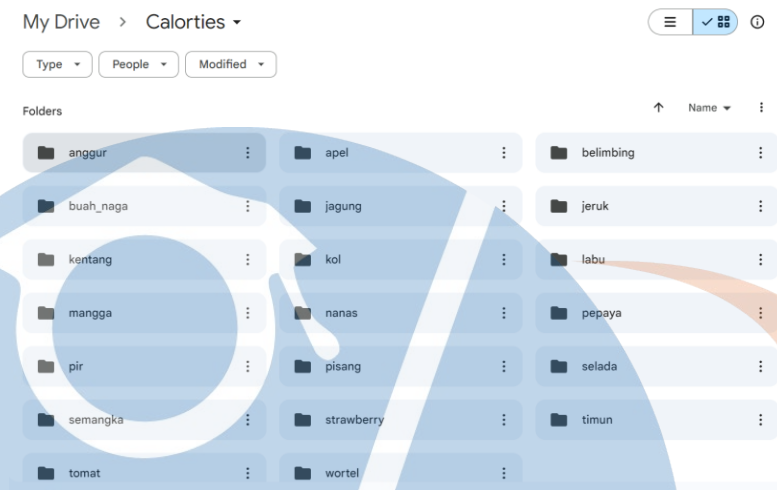 My Drive > Calorties
Type People Modified
Folders Name
anggur apel belimbing
buah_naga jagung jeruk
kentang kol labu
mangga nanas pepaya
pir pisang selada
semangka strawberry timun
tomat wortel